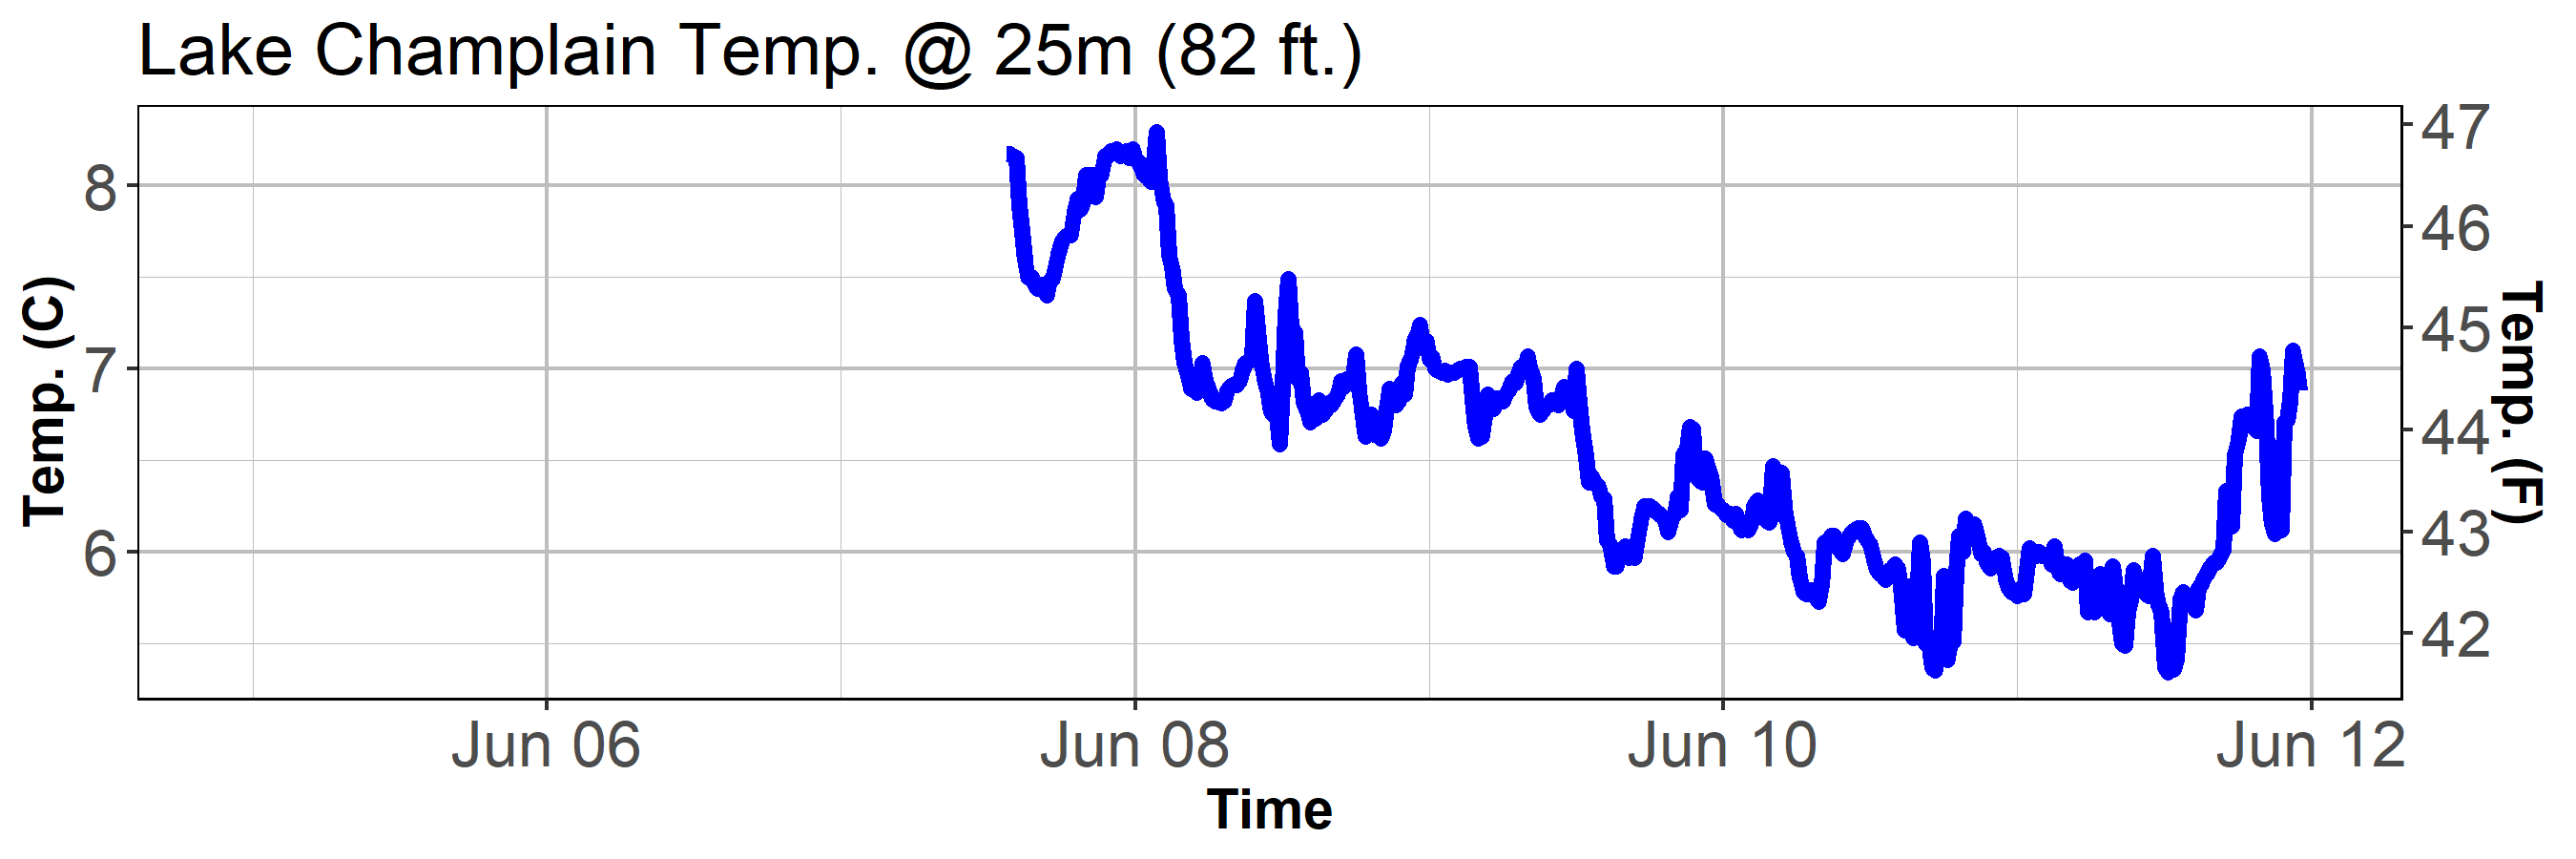 Lake Champlain Temp. @ 25m (82 ft.)
Temp. (C)
8
7
6
47
46
45
44
43
42
Temp. (F)
Jun 06 Jun 08 Jun 10 Jun 12
Time